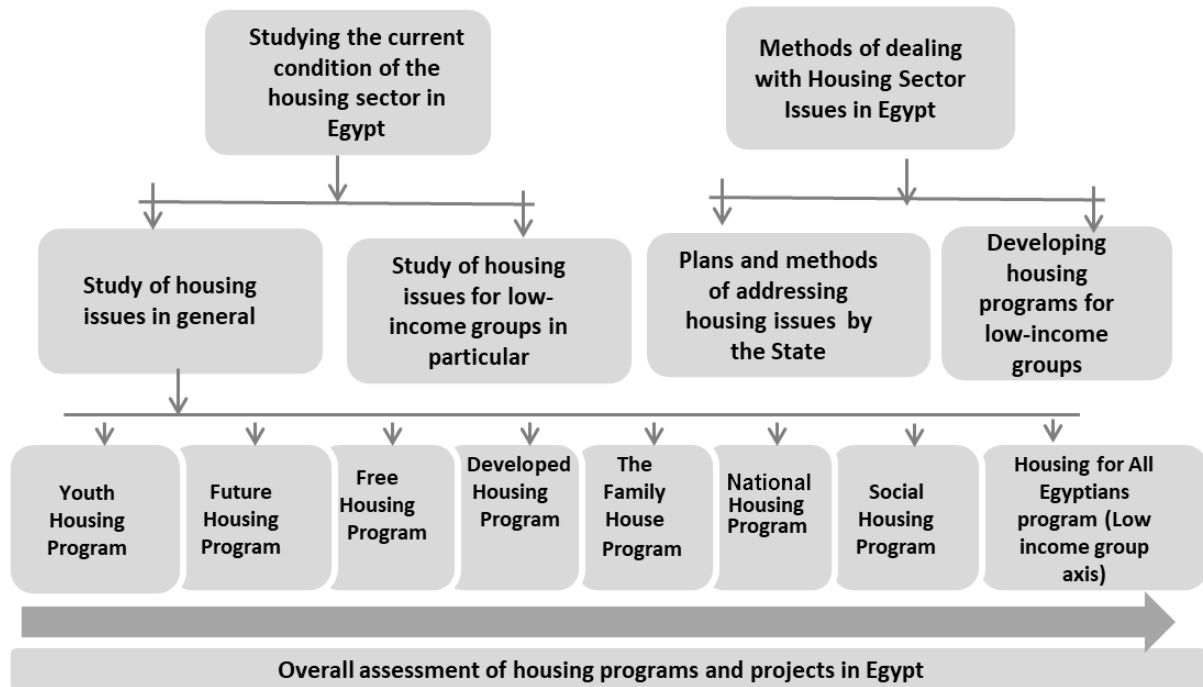 Studying the current
condition of the
housing sector in
Egypt
Methods of dealing
with Housing Sector
Issues in Egypt
Study of housing
issues in general
Study of housing
issues for low-
income groups in
particular
Plans and methods
of addressing
housing issues by
the State
Developing
housing
programs for
low-income
groups
Youth
Housing
Program
Future
Housing
Program
Free
Housing
Program
Developed
Housing
Program
The
Family
House
Program
National
Housing
Program
Social
Housing
Program
Housing for All
Egyptians
program (Low
income group
axis)
Overall assessment of housing programs and projects in Egypt